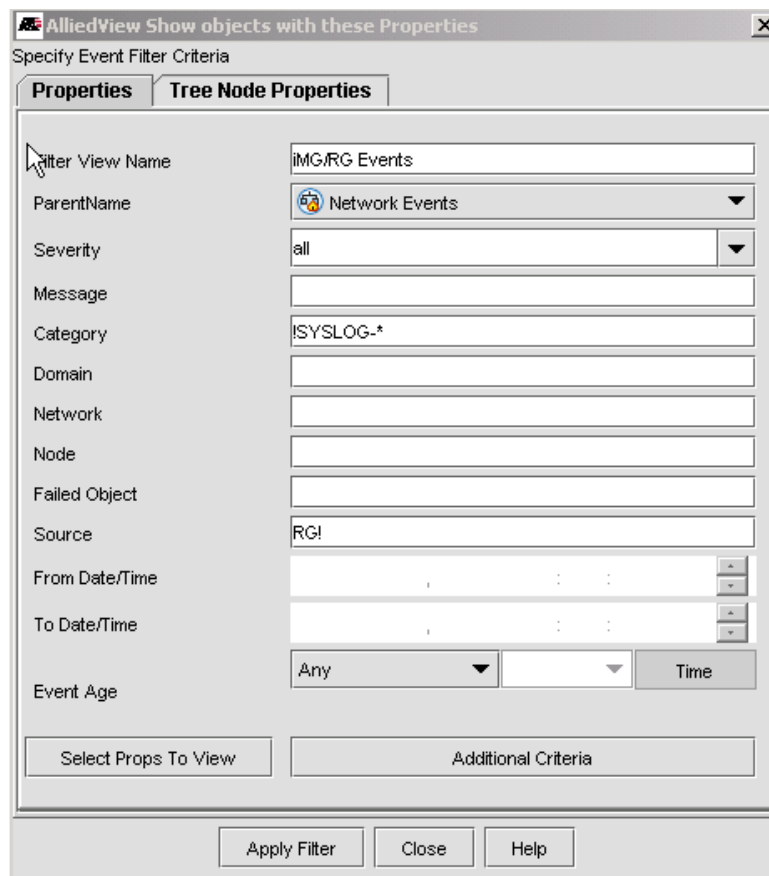 AlliedView Show objects with these Properties
Specify Event Filter Criteria
Properties Tree Node Properties
Filter View Name iMG/RG Events
ParentName Network Events
Severity all
Message
Category !SYSLOG-*
Domain
Network
Node
Failed Object
Source RG!
From Date/Time , : :
To Date/Time , : :
Event Age Any Time
Select Props To View Additional Criteria
Apply Filter Close Help